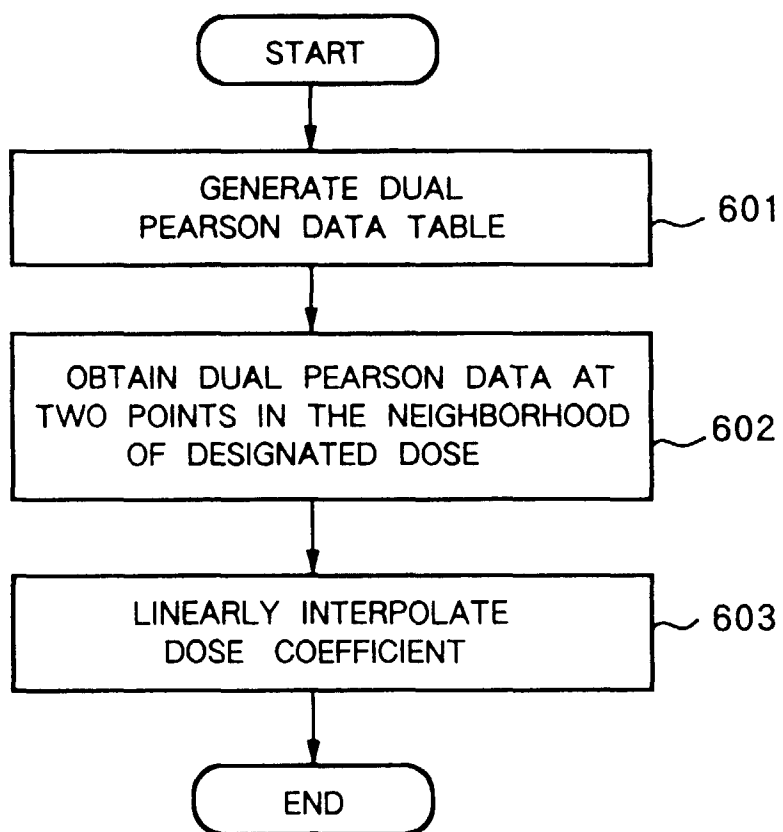 START
GENERATE DUAL
PEARSON DATA TABLE
601
OBTAIN DUAL PEARSON DATA AT
TWO POINTS IN THE NEIGHBORHOOD
OF DESIGNATED DOSE
602
LINEARLY INTERPOLATE
DOSE COEFFICIENT
603
END